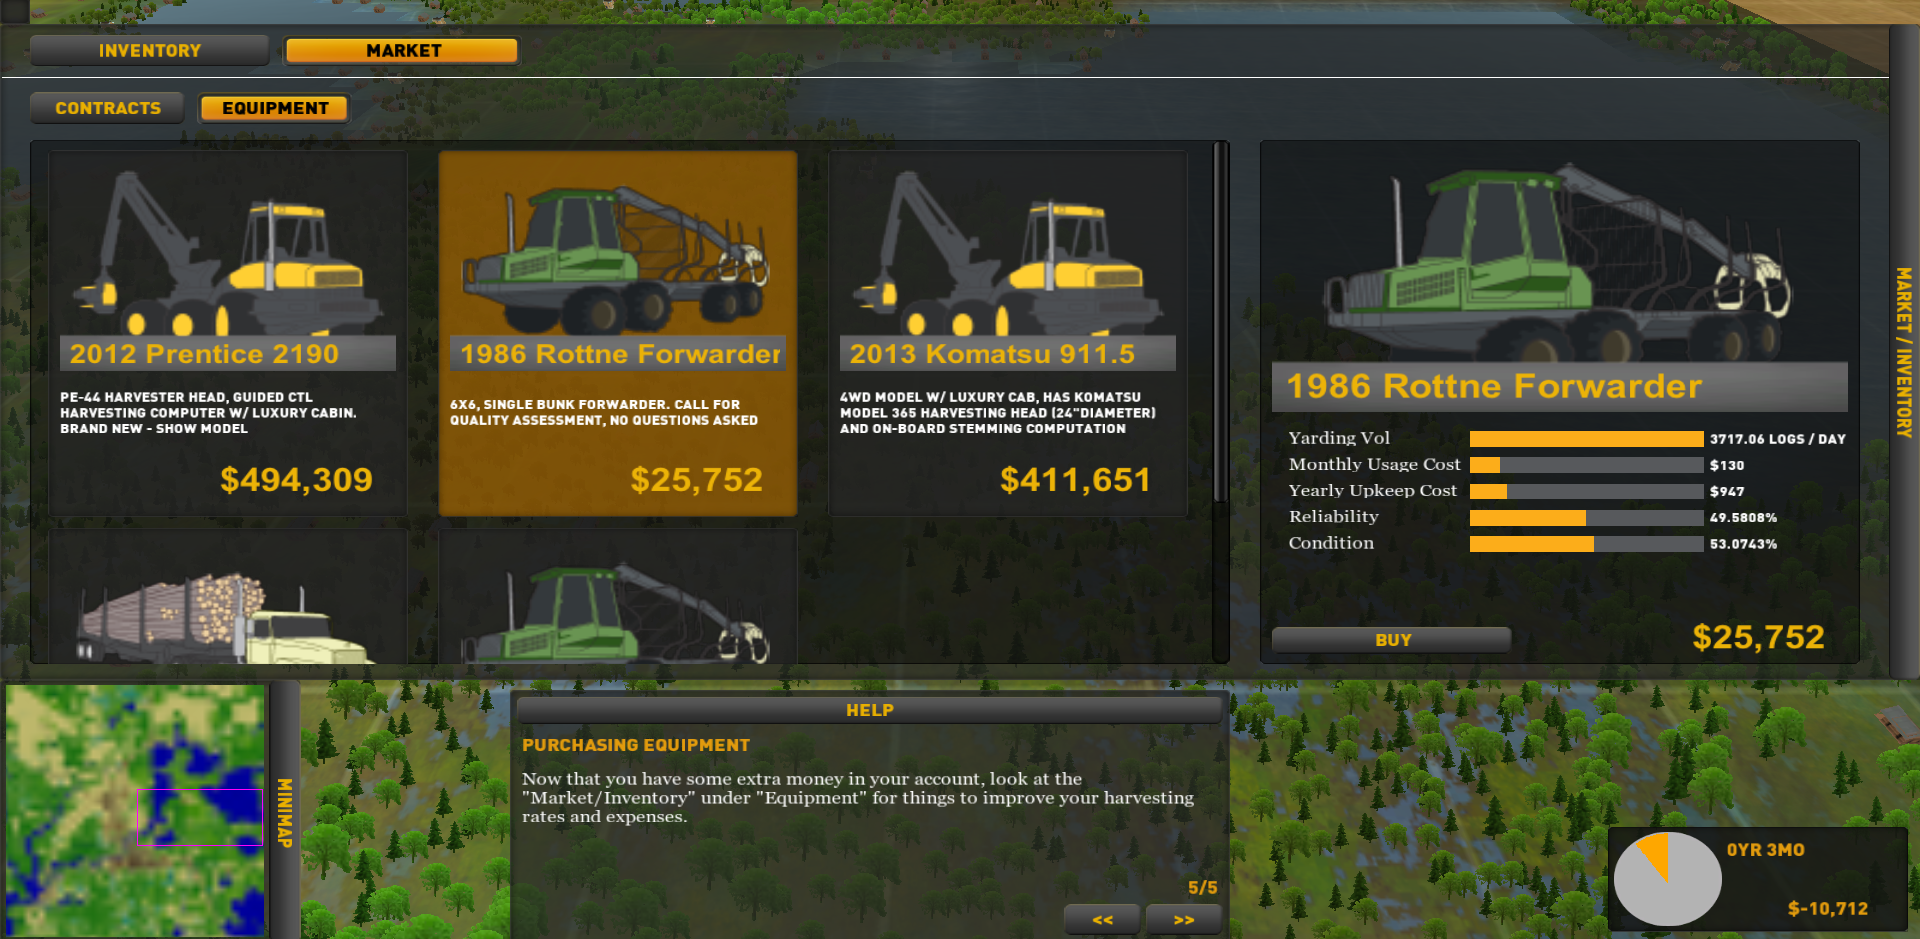 INVENTORY
MARKET
CONTRACTS
EQUIPMENT
2012 Prentice 2190
PE-44 HARVESTER HEAD, GUIDED CTL
HARVESTING COMPUTER W/ LUXURY CABIN.
BRAND NEW - SHOW MODEL
$494,309
1986 Rottne Forwarder
6X6, SINGLE BUNK FORWARDER. CALL FOR
QUALITY ASSESSMENT, NO QUESTIONS ASKED
$25,752
2013 Komatsu 911.5
4WD MODEL W/ LUXURY CAB, HAS KOMATSU
MODEL 365 HARVESTING HEAD (24"DIAMETER)
AND ON-BOARD STEMMING COMPUTATION
$411,651
1986 Rottne Forwarder
Yarding Vol 3717.06 LOGS / DAY
Monthly Usage Cost $130
Yearly Upkeep Cost $947
Reliability 49.5808%
Condition 53.0743%
BUY
$25,752
MARKET / INVENTORY
MINIMAP
HELP
PURCHASING EQUIPMENT
Now that you have some extra money in your account, look at the
"Market/Inventory" under "Equipment" for things to improve your harvesting
rates and expenses.
5/5
<< >>
0YR 3MO
$-10,712